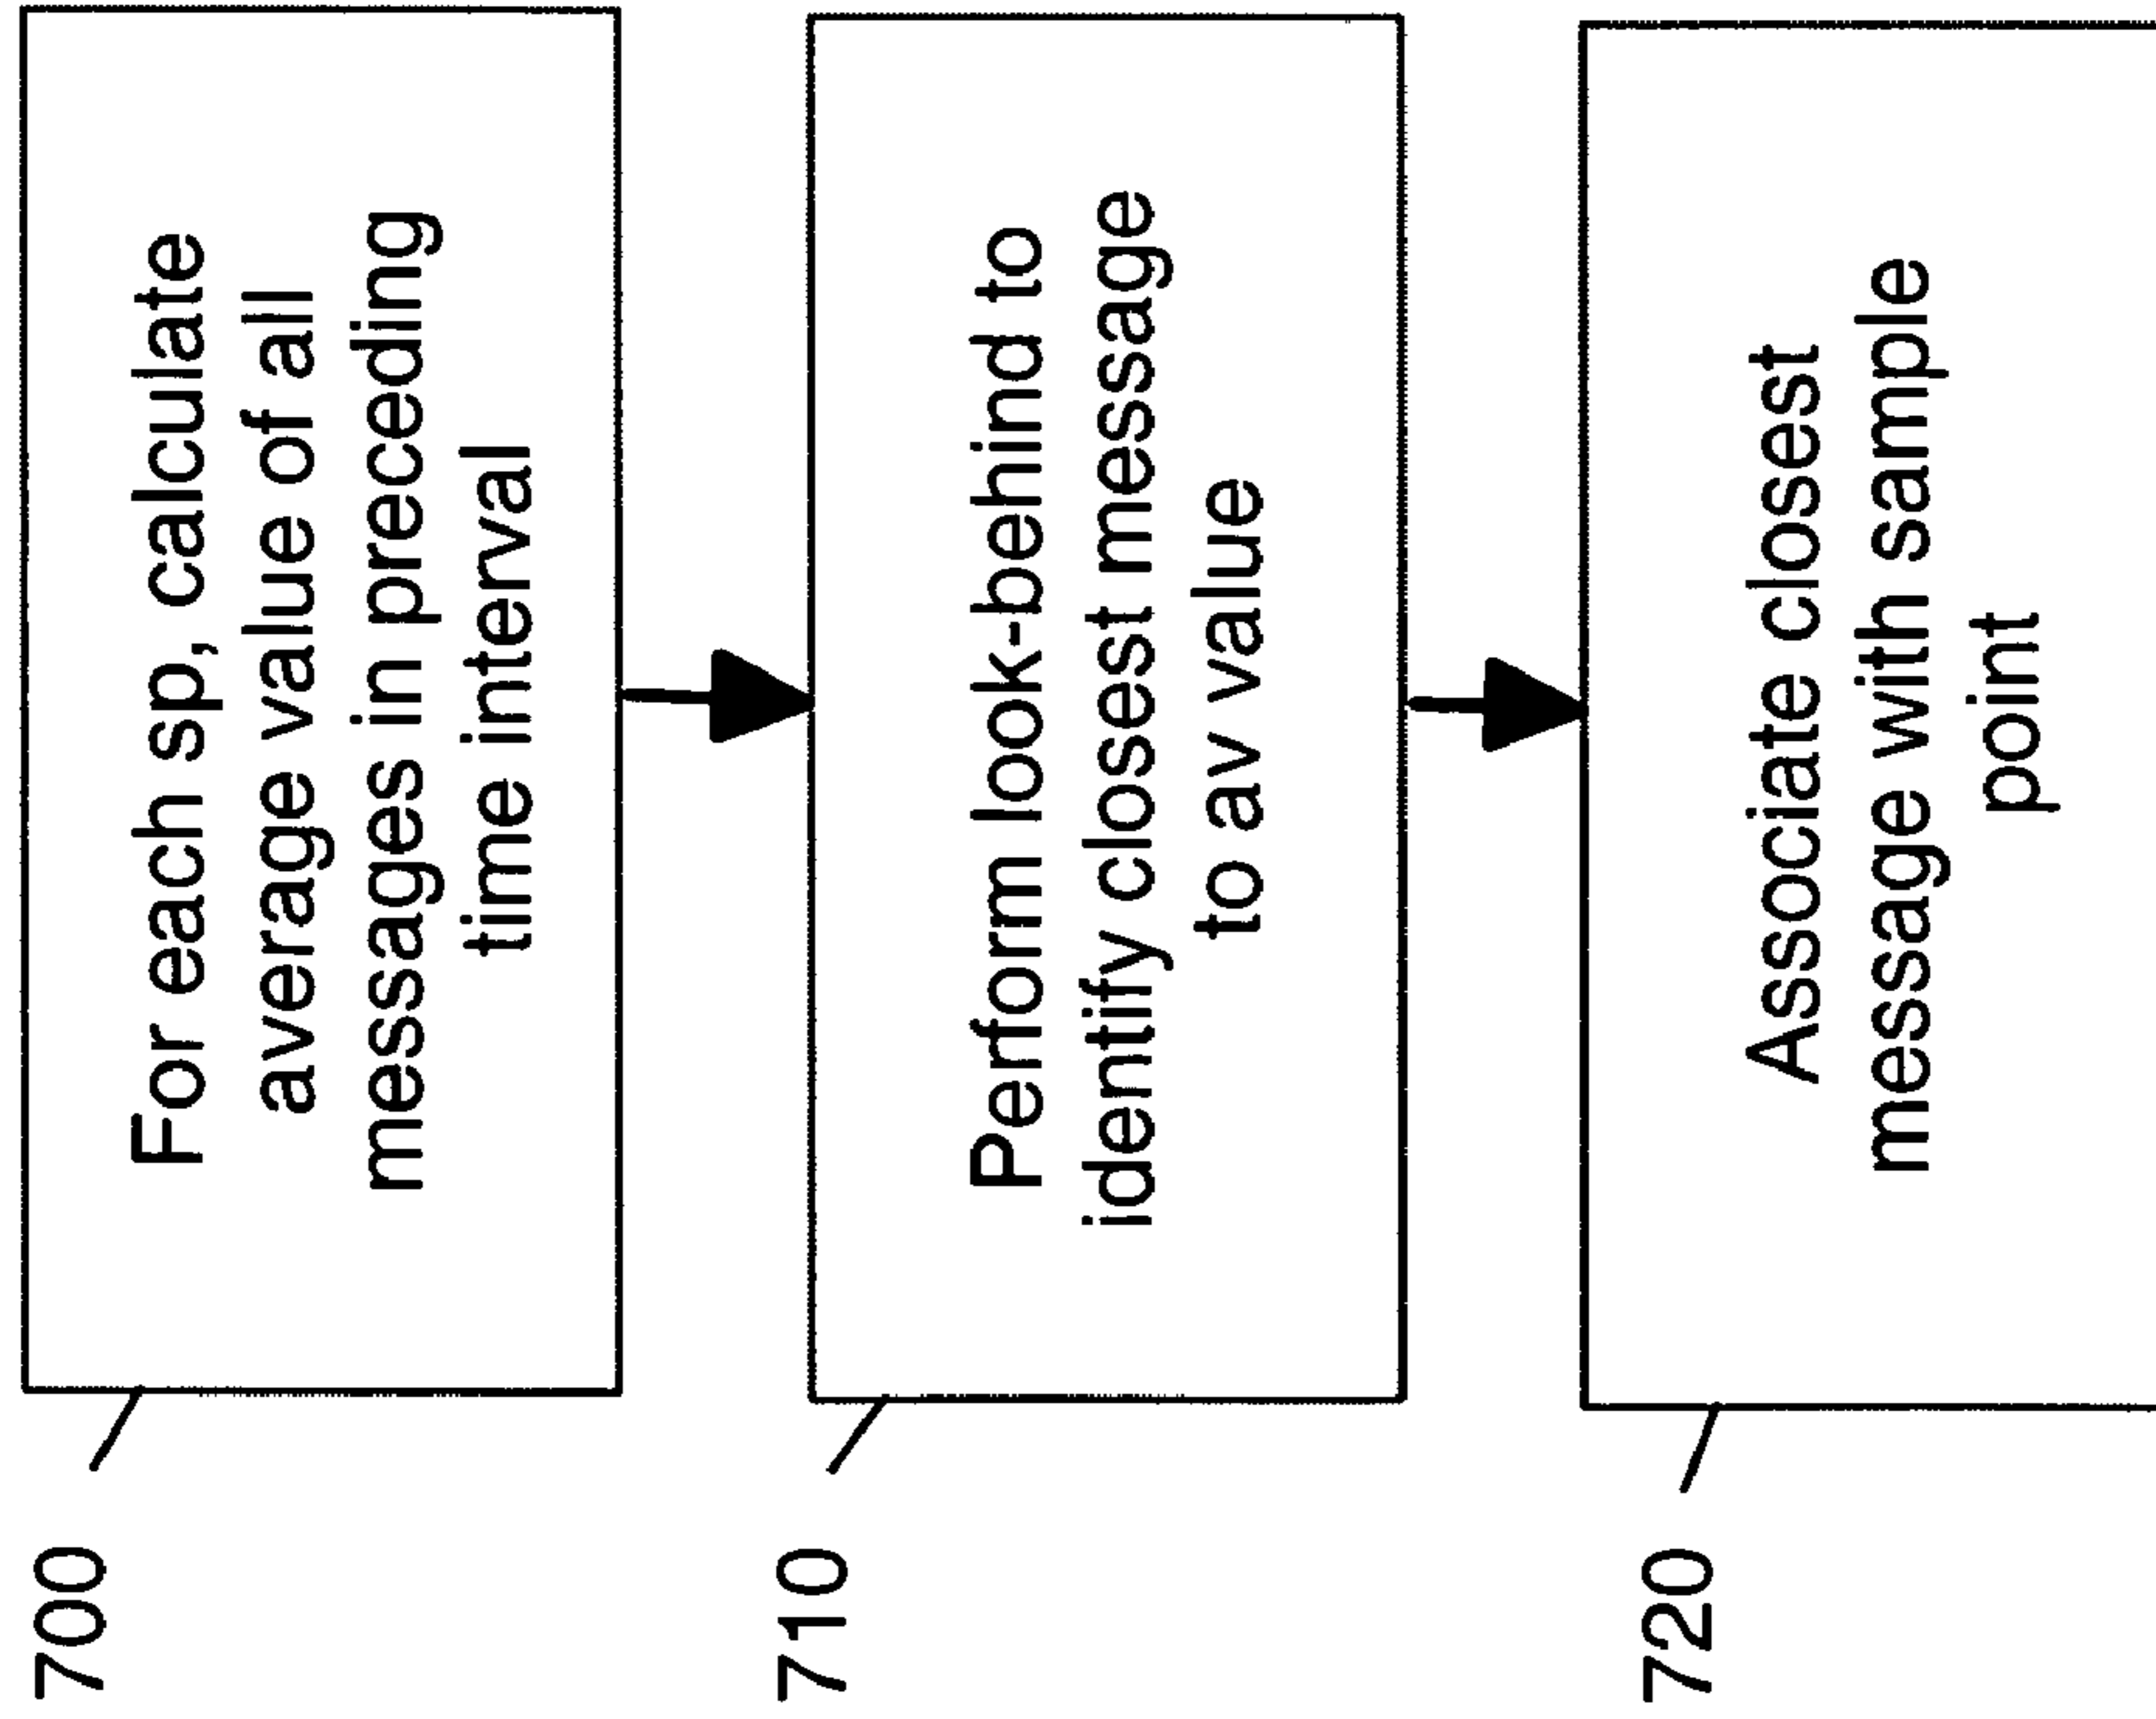 700
For each sp, calculate
average value of all
messages in preceding
time interval
710
Perform look-behind to
identify closest message
to av value
720
Associate closest
message with sample
point